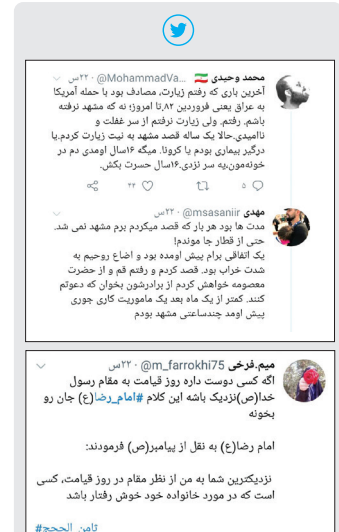 محمد وحیدی @MohammadVa... · ۲۲س
آخرین باری که رفتم زیارت، مصادف بود با حمله آمریکا
به عراق یعنی فروردین ۸۲.تا امروز؛ نه که مشهد نرفته
باشم. رفتم. ولی زیارت نرفتم از سر غفلت و
ناامیدی.حالا یک ساله قصد مشهد به نیت زیارت کردم.یا
درگیر بیماری بودم یا کرونا. میگه ۱۶سال اومدی دم در
خونه‌مون،یه سر نزدی.۱۶سال حسرت بکش.
۵ ۲۲
مهدی @msasaniir · ۲۲س
مدت ها بود هر بار که قصد میکردم برم مشهد نمی شد.
حتی از قطار جا موندم!
یک اتفاقی برام پیش اومده بود و اضاع روحیم به
شدت خراب بود. قصد کردم و رفتم قم و از حضرت
معصومه خواهش کردم از برادرشون بخوان که دعوتم
کنند. کمتر از یک ماه بعد یک ماموریت کاری جوری
پیش اومد چندساعتی مشهد بودم
میم.فرخی @m_farrokhi75 · ۲۲س
اگه کسی دوست داره روز قیامت به مقام رسول
خدا(ص)نزدیک باشه این کلام #امام_رضا(ع) جان رو
بخونه
امام رضا(ع) به نقل از پیامبر(ص) فرمودند:
نزدیکترین شما به من از نظر مقام در روز قیامت، کسی
است که در مورد خانواده خود خوش رفتار باشد
#ثامن_الحجج